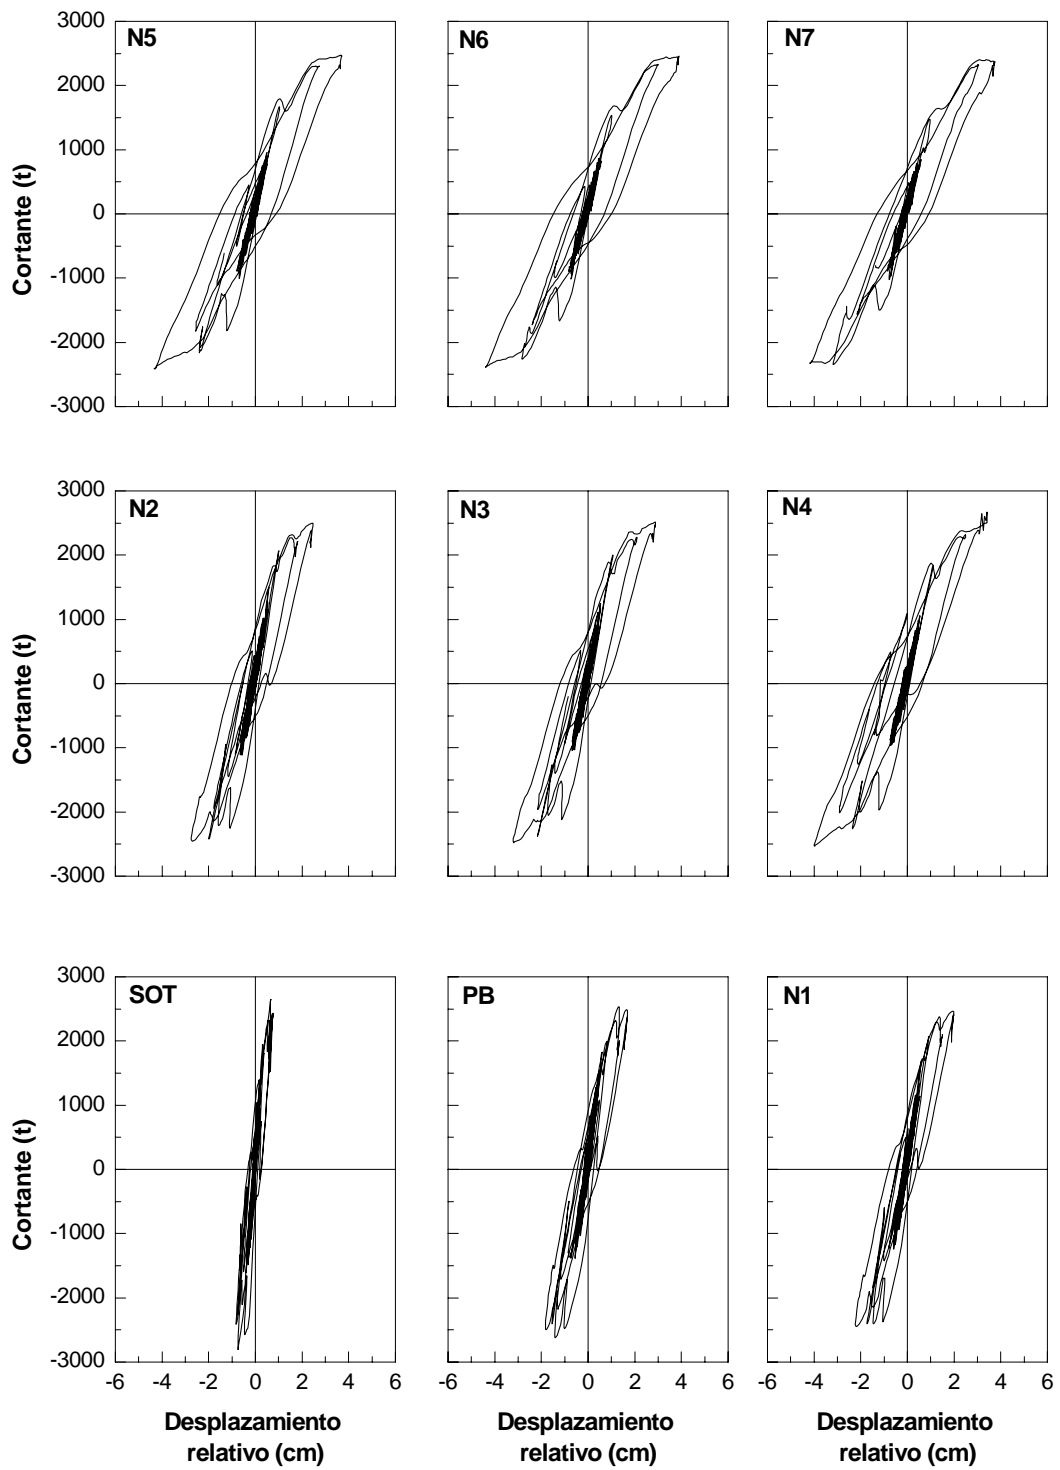 3000
2000
1000
0
-1000
-2000
-3000
Cortante (t)
N5
N6
N7
3000
2000
1000
0
-1000
-2000
-3000
Cortante (t)
N2
N3
N4
3000
2000
1000
0
-1000
-2000
-3000
Cortante (t)
SOT
PB
N1
-6 -4 -2 0 2 4 6
-6 -4 -2 0 2 4 6
-6 -4 -2 0 2 4 6
Desplazamiento
relativo (cm)
Desplazamiento
relativo (cm)
Desplazamiento
relativo (cm)